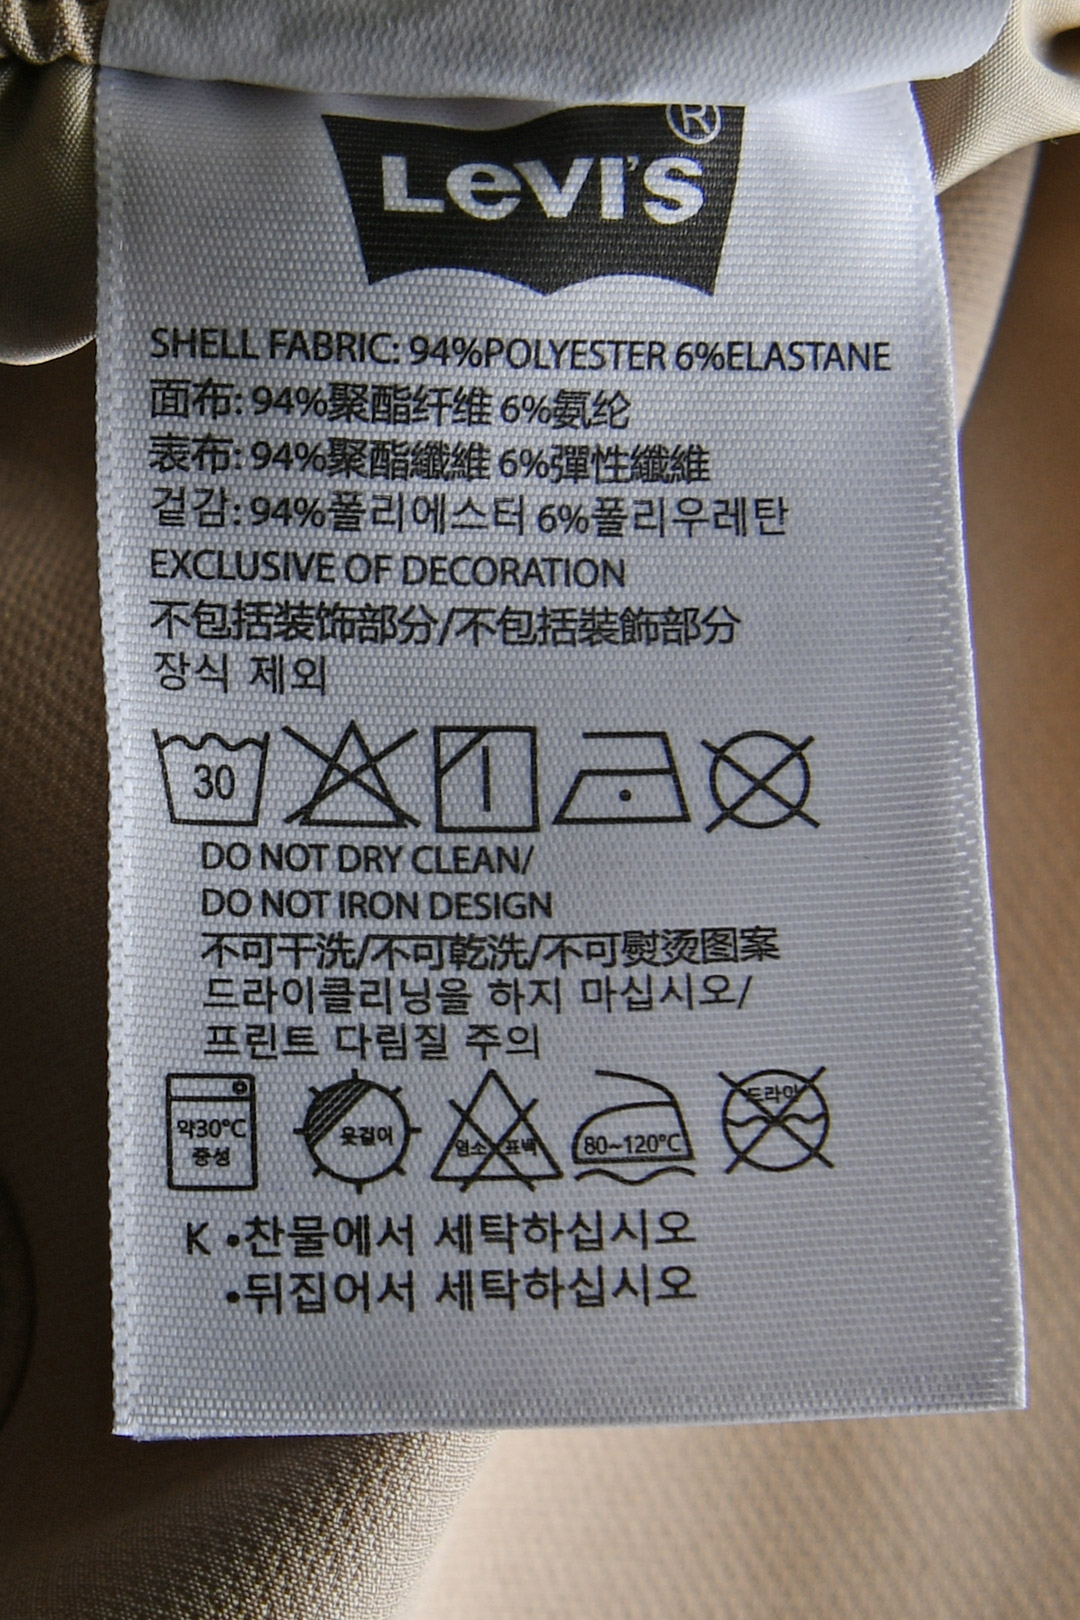 LEVI'S®
SHELL FABRIC: 94%POLYESTER 6%ELASTANE
面布: 94%聚酯纤维 6%氨纶
表布: 94%聚酯纖維 6%彈性纖維
겉감: 94%폴리에스터 6%폴리우레탄
EXCLUSIVE OF DECORATION
不包括装饰部分/不包括裝飾部分
장식 제외
30
DO NOT DRY CLEAN/
DO NOT IRON DESIGN
不可干洗/不可乾洗/不可熨烫图案
드라이클리닝을 하지 마십시오/
프린트 다림질 주의
약30°C
중성
옷걸이
염소 표백
80~120°C
드라이
K •찬물에서 세탁하십시오
•뒤집어서 세탁하십시오